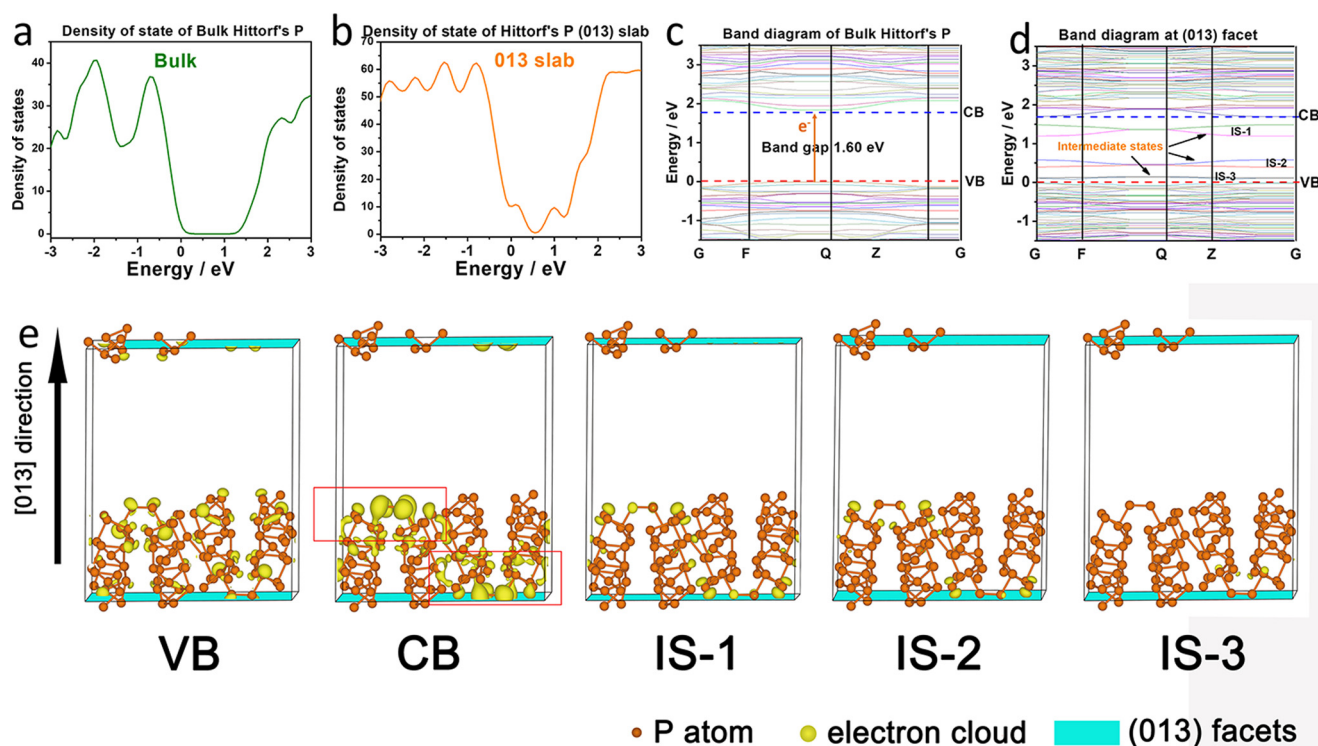 a
Density of state of Bulk Hittorf's P
Bulk
Density of states
40
30
20
10
0
-3 -2 -1 0 1 2 3
Energy / eV
b
Density of state of Hittorf's P (013) slab
013 slab
Density of states
70
60
50
40
30
20
10
0
-3 -2 -1 0 1 2 3
Energy / eV
c
Band diagram of Bulk Hittorf's P
Energy / eV
3
2
1
0
-1
CB
e-
Band gap 1.60 eV
VB
G F Q Z G
d
Band diagram at (013) facet
Energy / eV
3
2
1
0
-1
CB
IS-1
Intermediate states
IS-2
IS-3
VB
G F Q Z G
e
[013] direction
VB CB IS-1 IS-2 IS-3
P atom electron cloud (013) facets